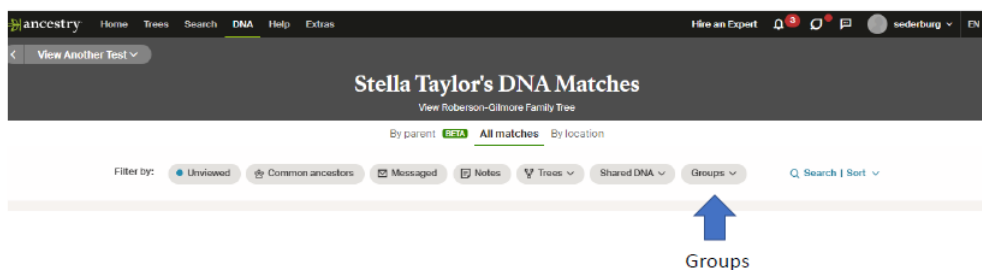 ancestry Home Trees Search DNA Help Extras Hire an Expert 3 sederburg EN
View Another Test
Stella Taylor's DNA Matches
View Roberson-Gilmore Family Tree
By parent BETA All matches By location
Filter by: Unviewed Common ancestors Messaged Notes Trees Shared DNA Groups Search | Sort
Groups